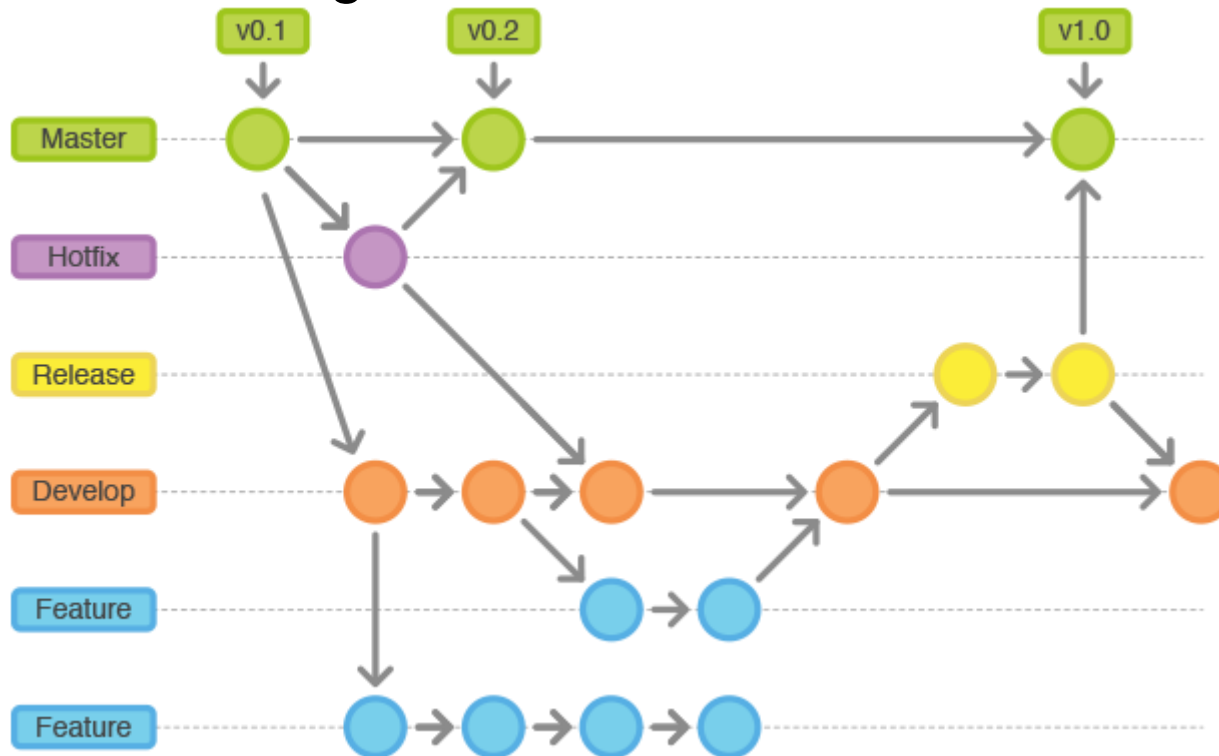 v0.1
v0.2
v1.0
Master
Hotfix
Release
Develop
Feature
Feature